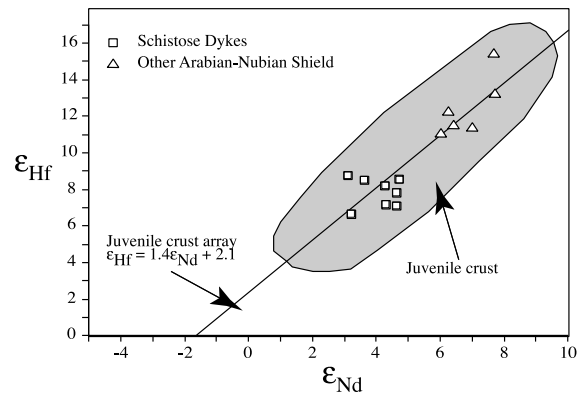 16
14
12
10
8
6
4
2
0
εHf
Schistose Dykes
Other Arabian-Nubian Shield
Juvenile crust array
εHf = 1.4εNd + 2.1
Juvenile crust
-4 -2 0 2 4 6 8 10
εNd